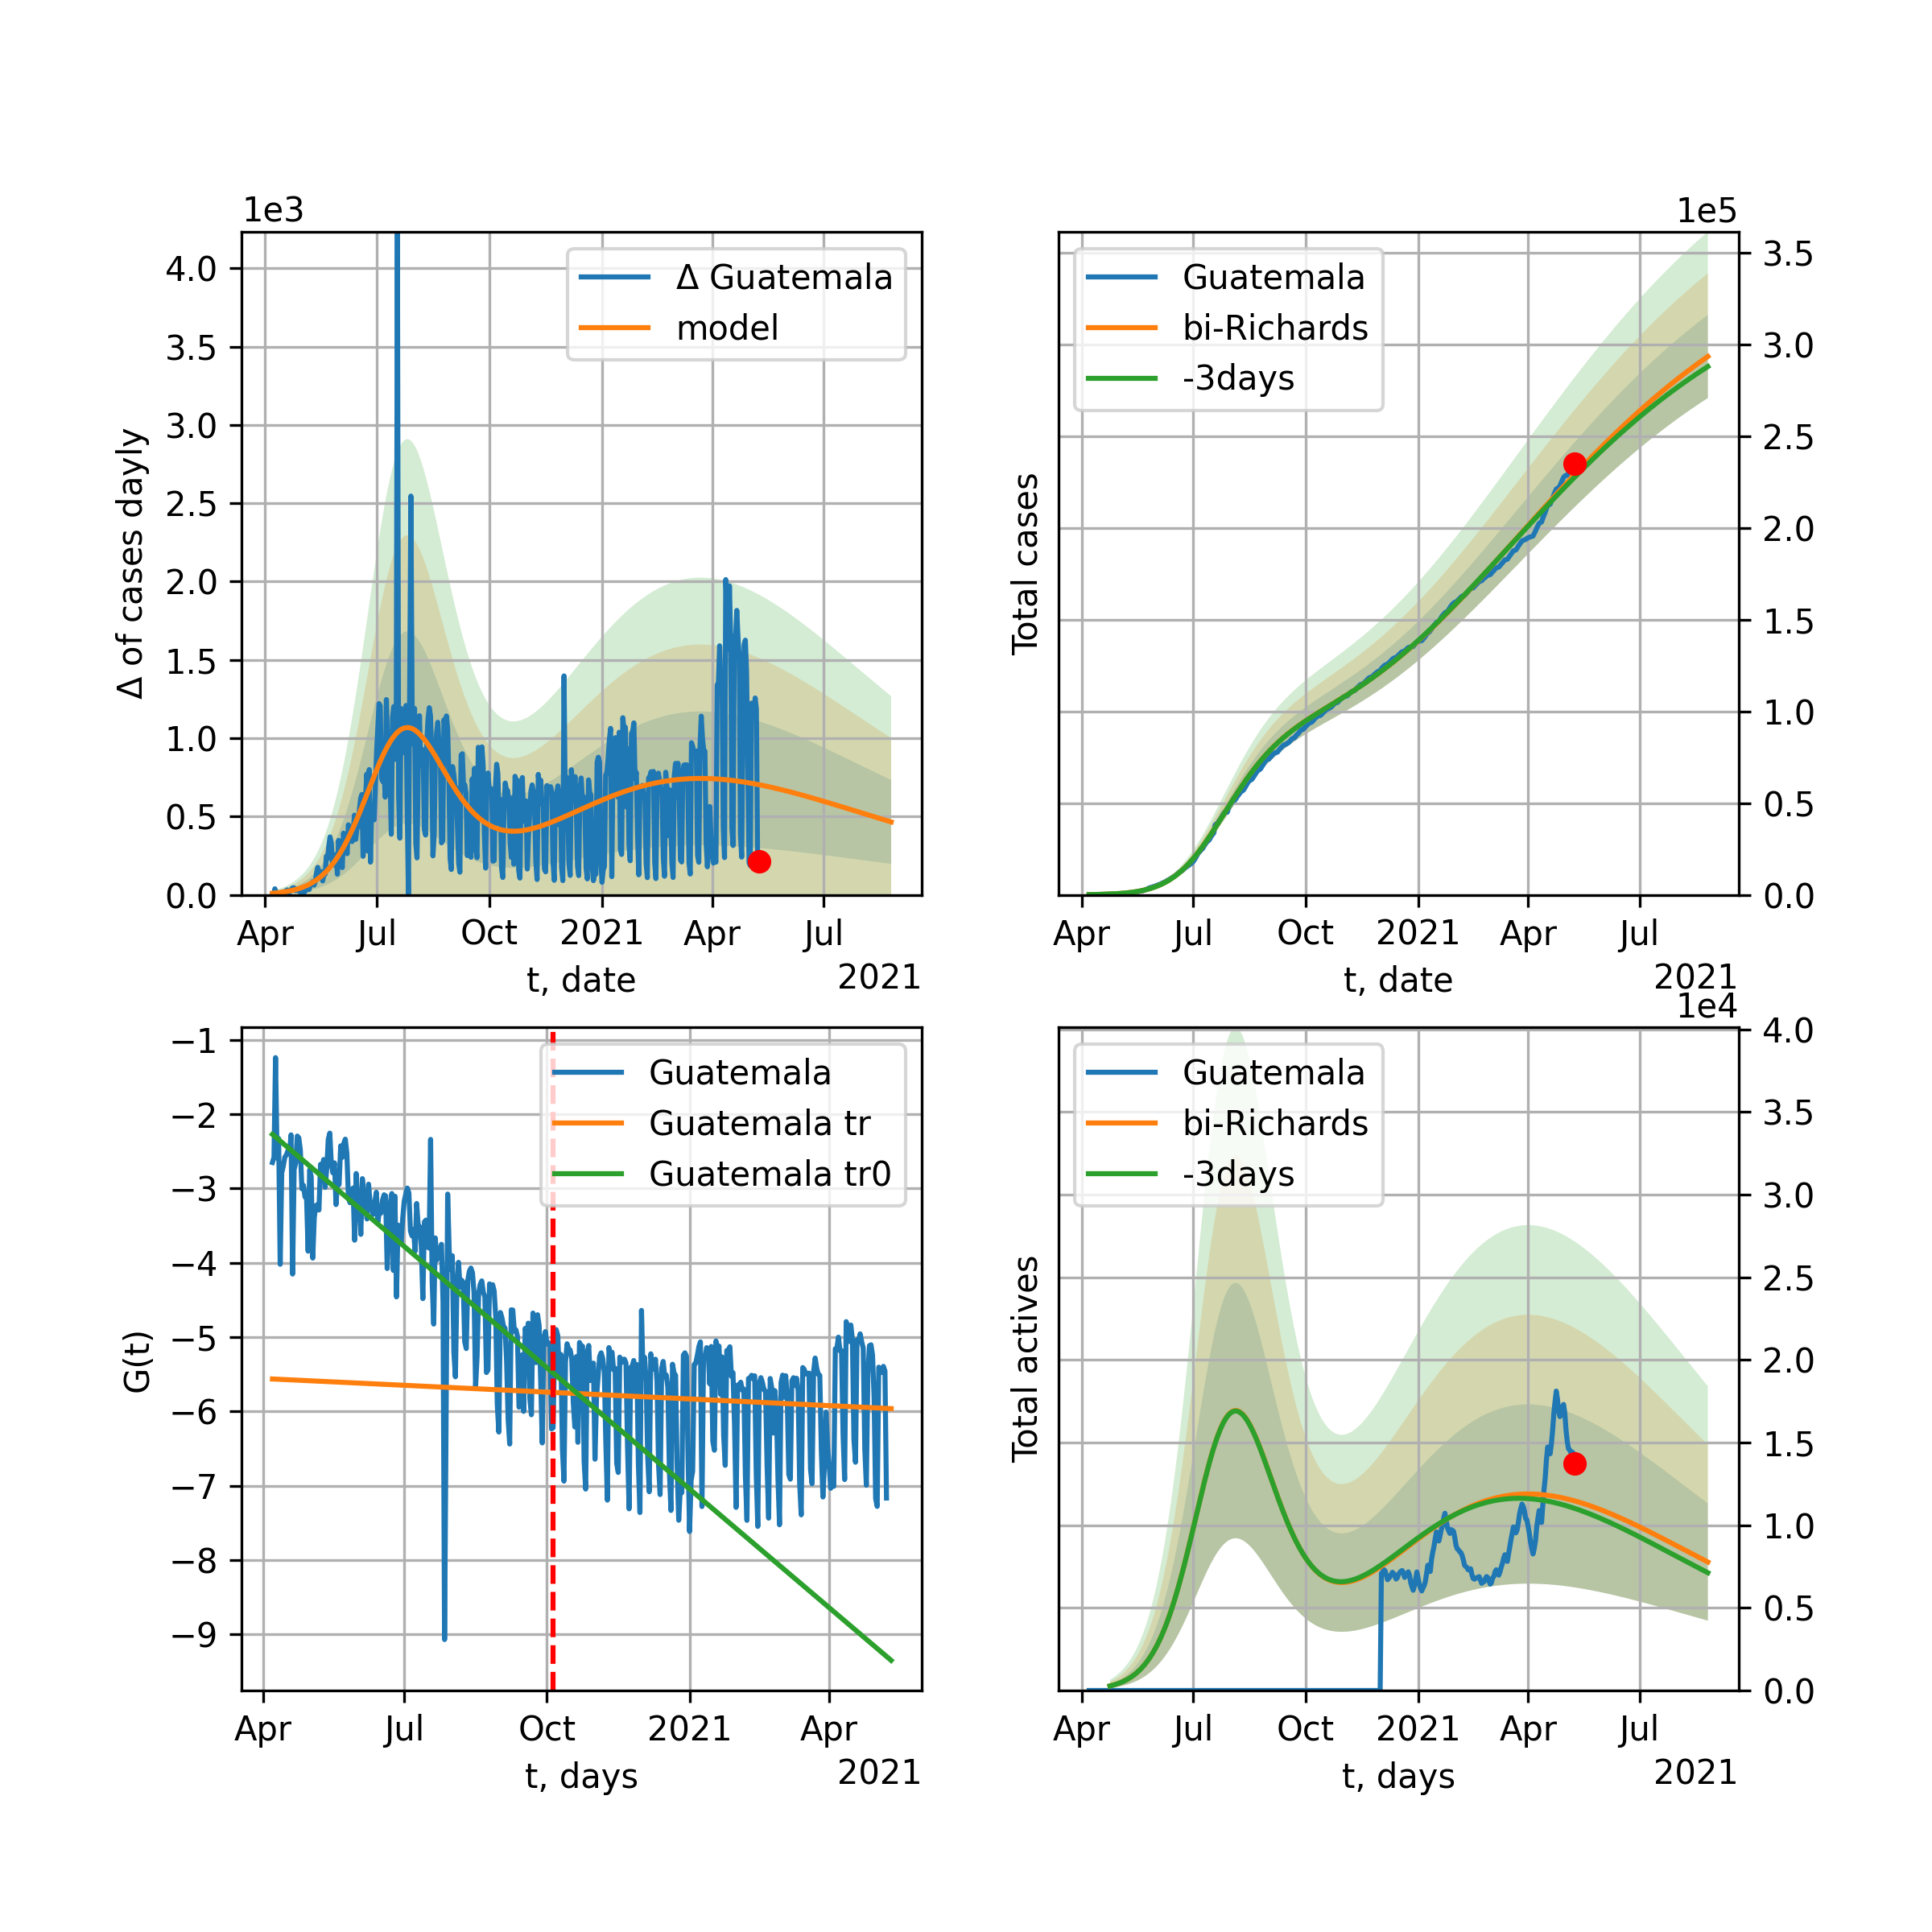 1e3
4.0
3.5
3.0
2.5
2.0
1.5
1.0
0.5
0.0
Δ of cases dayly
Δ Guatemala
model
Apr Jul Oct 2021 Apr Jul
t, date
2021
1e5
3.5
3.0
2.5
2.0
1.5
1.0
0.5
0.0
Total cases
Guatemala
bi-Richards
-3days
Apr Jul Oct 2021 Apr Jul
t, date
2021
−1
−2
−3
−4
−5
−6
−7
−8
−9
G(t)
Guatemala
Guatemala tr
Guatemala tr0
Apr Jul Oct 2021 Apr
t, days
2021
1e4
4.0
3.5
3.0
2.5
2.0
1.5
1.0
0.5
0.0
Total actives
Guatemala
bi-Richards
-3days
Apr Jul Oct 2021 Apr Jul
t, days
2021